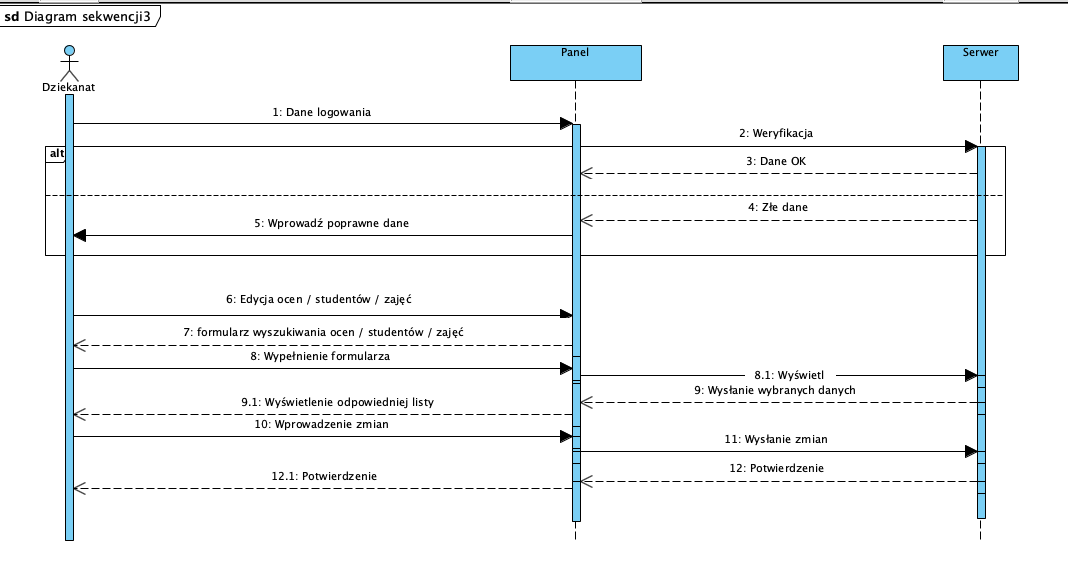 sd Diagram sekwencji3
Dziekanat
Panel
Serwer
1: Dane logowania
2: Weryfikacja
alt
3: Dane OK
4: Złe dane
5: Wprowadź poprawne dane
6: Edycja ocen / studentów / zajęć
7: formularz wyszukiwania ocen / studentów / zajęć
8: Wypełnienie formularza
8.1: Wyświetl
9: Wysłanie wybranych danych
9.1: Wyświetlenie odpowiedniej listy
10: Wprowadzenie zmian
11: Wysłanie zmian
12: Potwierdzenie
12.1: Potwierdzenie